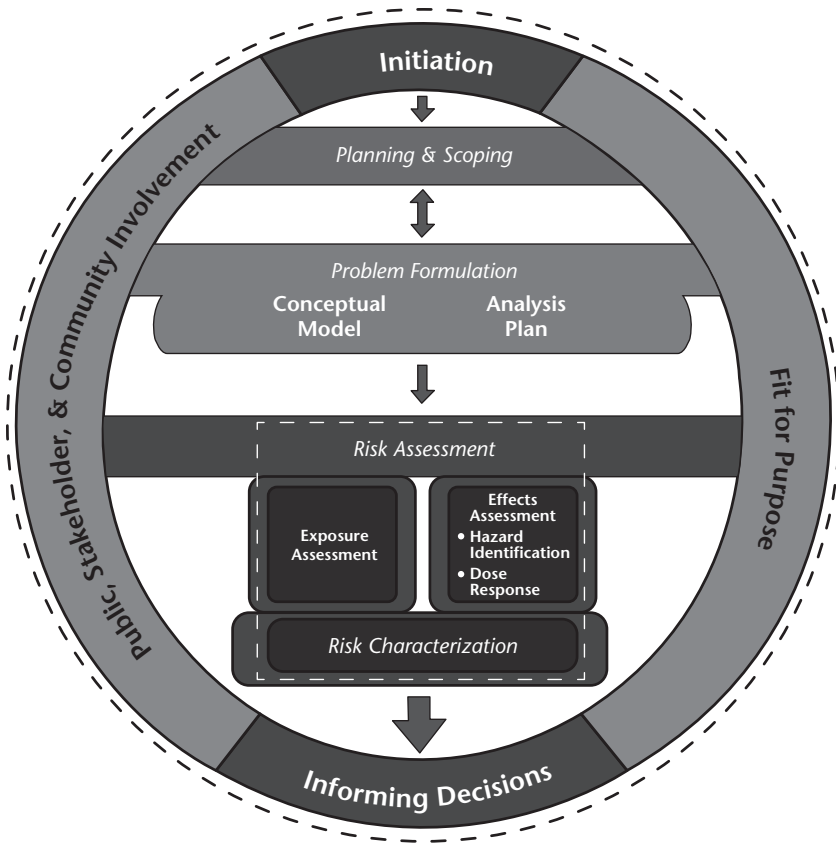 Initiation
Planning & Scoping
Problem Formulation
Conceptual
Model
Analysis
Plan
Public, Stakeholder, & Community Involvement
Fit for Purpose
Risk Assessment
Exposure
Assessment
Effects
Assessment
• Hazard
Identification
• Dose
Response
Risk Characterization
Informing Decisions